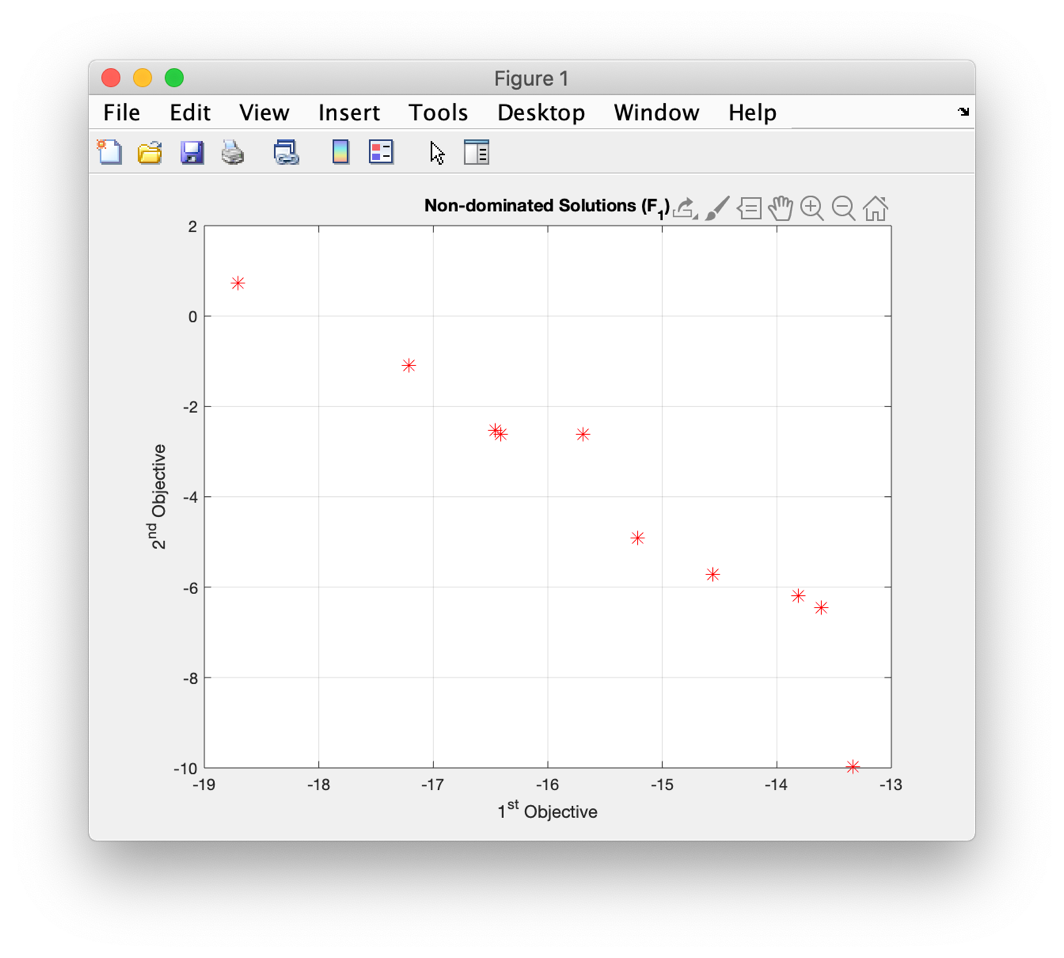 Figure 1
File Edit View Insert Tools Desktop Window Help
Non-dominated Solutions (F1)
2
0
-2
-4
-6
-8
-10
2nd Objective
-19 -18 -17 -16 -15 -14 -13
1st Objective